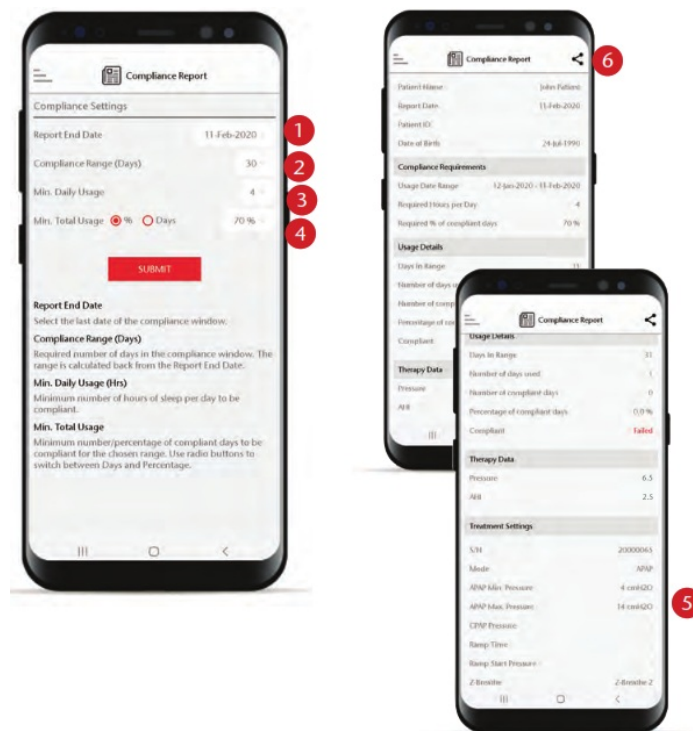 Compliance Report
Compliance Settings
Report End Date 11-Feb-2020
1
Compliance Range (Days) 30
2
Min. Daily Usage 4
3
Min. Total Usage % Days 70 %
4
SUBMIT
Report End Date
Select the last date of the compliance window.
Compliance Range (Days)
Required number of days in the compliance window. The
range is calculated back from the Report End Date.
Min. Daily Usage (Hrs)
Minimum number of hours of sleep per day to be
compliant.
Min. Total Usage
Minimum number/percentage of compliant days to be
compliant for the chosen range. Use radio buttons to
switch between Days and Percentage.
Compliance Report
6
Patient Name John Patient
Report Date 11-Feb-2020
Patient ID
Date of Birth 24-Jul-1990
Compliance Requirements
Usage Date Range 12-Jan-2020 - 11-Feb-2020
Required Hours per Day 4
Required % of compliant days 70 %
Usage Details
Days In Range 31
Number of days
Number of
Percentage of
Compliant
Therapy Data
Pressure
AHI
Compliance Report
Usage Details
Days In Range 31
Number of days used 1
Number of compliant days 0
Percentage of compliant days 0.0 %
Compliant Failed
Therapy Data
Pressure 6.5
AHI 2.5
Treatment Settings
S/N 20000065
Mode APAP
APAP Min. Pressure 4 cmH2O
APAP Max. Pressure 14 cmH2O
5
CPAP Pressure
Ramp Time
Ramp Start Pressure
Z-Breathe Z-Breathe 2